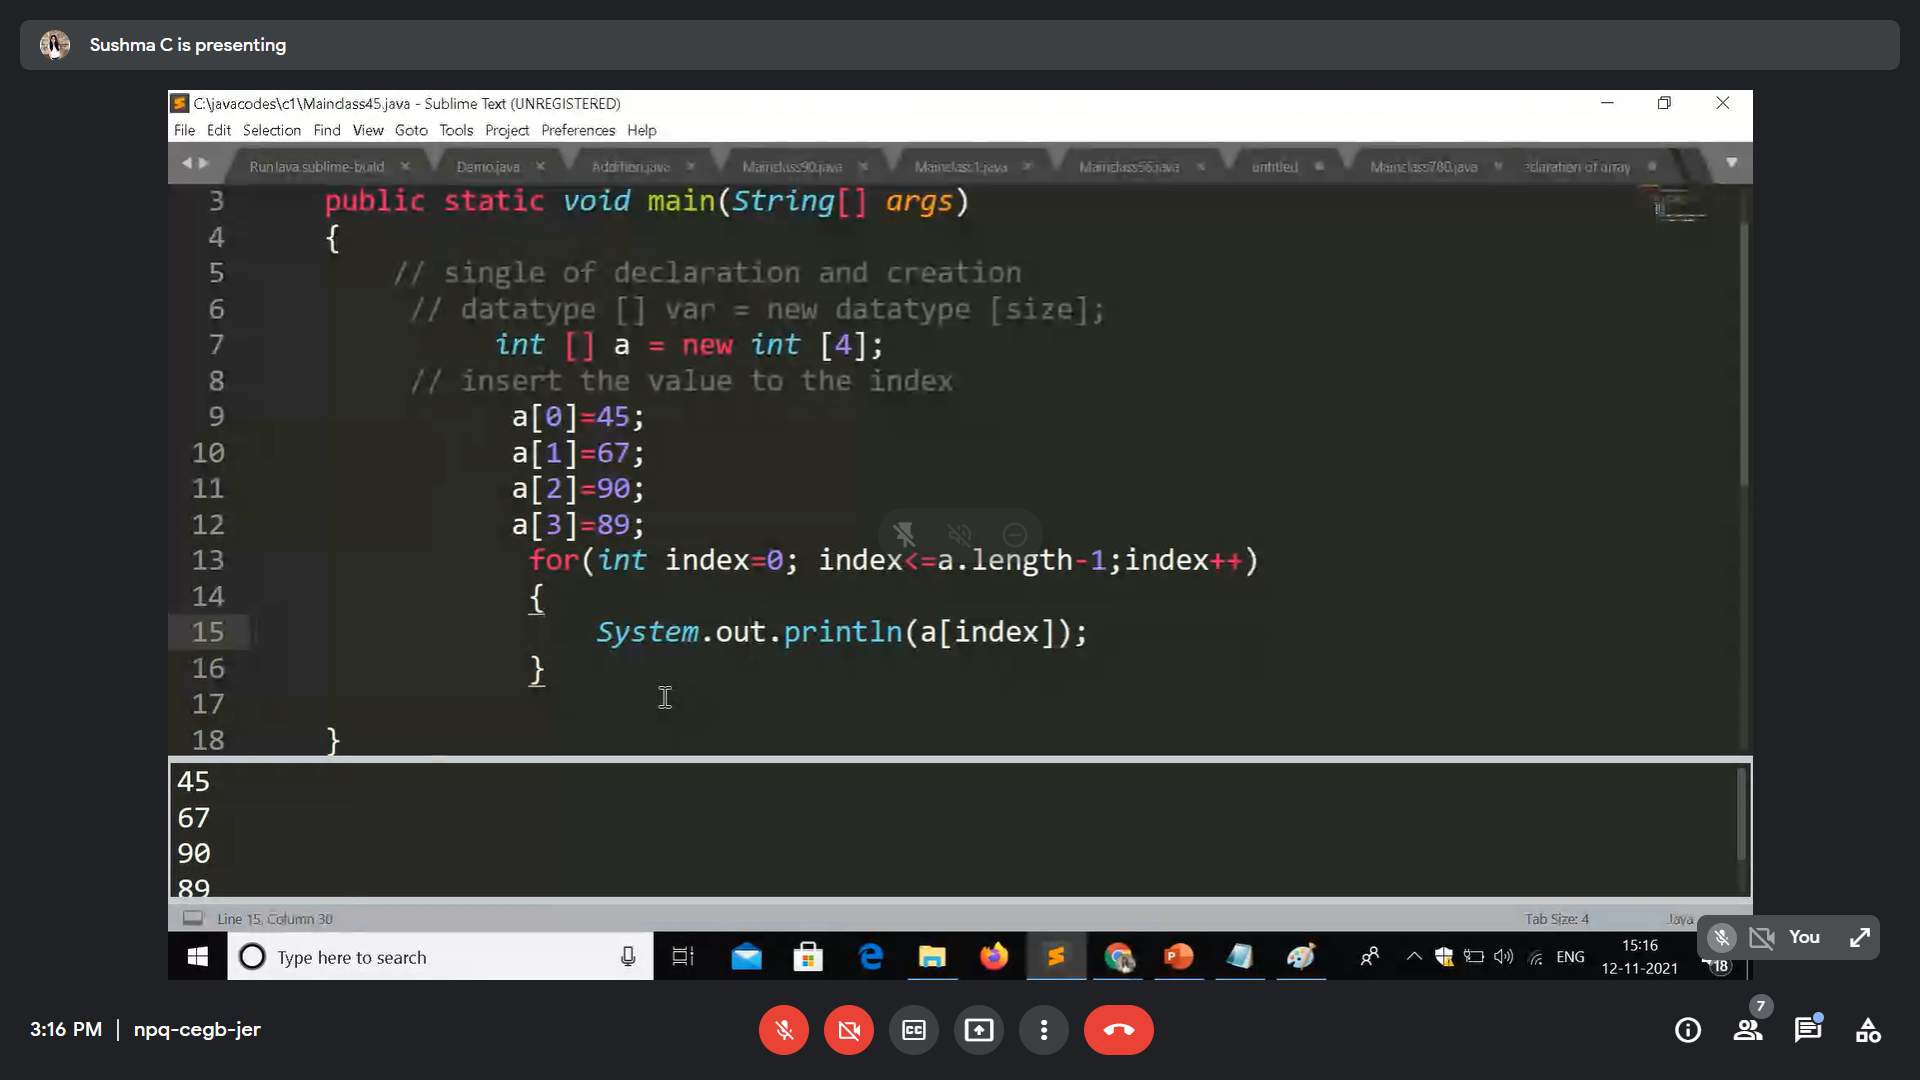 Sushma C is presenting
C:\javacodes\c1\Mainclass45.java - Sublime Text (UNREGISTERED)
File Edit Selection Find View Goto Tools Project Preferences Help
RunJava.sublime-build × Demo.java × Addition.java × Mainclass90.java × Mainclass1.java × Mainclass56.java × untitled Mainclass780.java × eclaration of array
3 public static void main(String[] args)
4 {
5 // single of declaration and creation
6 // datatype [] var = new datatype [size];
7 int [] a = new int [4];
8 // insert the value to the index
9 a[0]=45;
10 a[1]=67;
11 a[2]=90;
12 a[3]=89;
13 for(int index=0; index<=a.length-1;index++)
14 {
15 System.out.println(a[index]);
16 }
17
18 }
45
67
90
89
Line 15, Column 30 Tab Size: 4 Java
You
Type here to search
ENG 15:16
12-11-2021
18
3:16 PM | npq-cegb-jer
CC
7